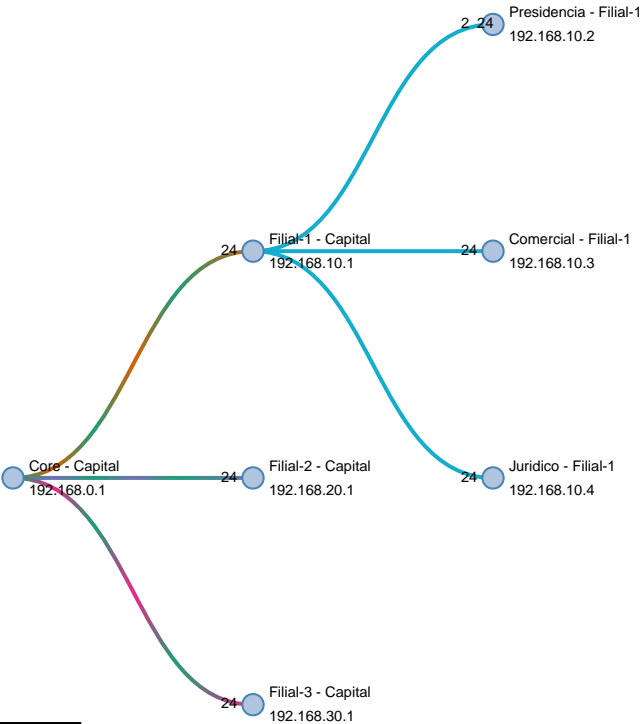 Presidencia - Filial-1
2 24
192.168.10.2
Filial-1 - Capital
24
192.168.10.1
Comercial - Filial-1
24
192.168.10.3
Core - Capital
192.168.0.1
Filial-2 - Capital
24
192.168.20.1
Juridico - Filial-1
24
192.168.10.4
Filial-3 - Capital
24
192.168.30.1